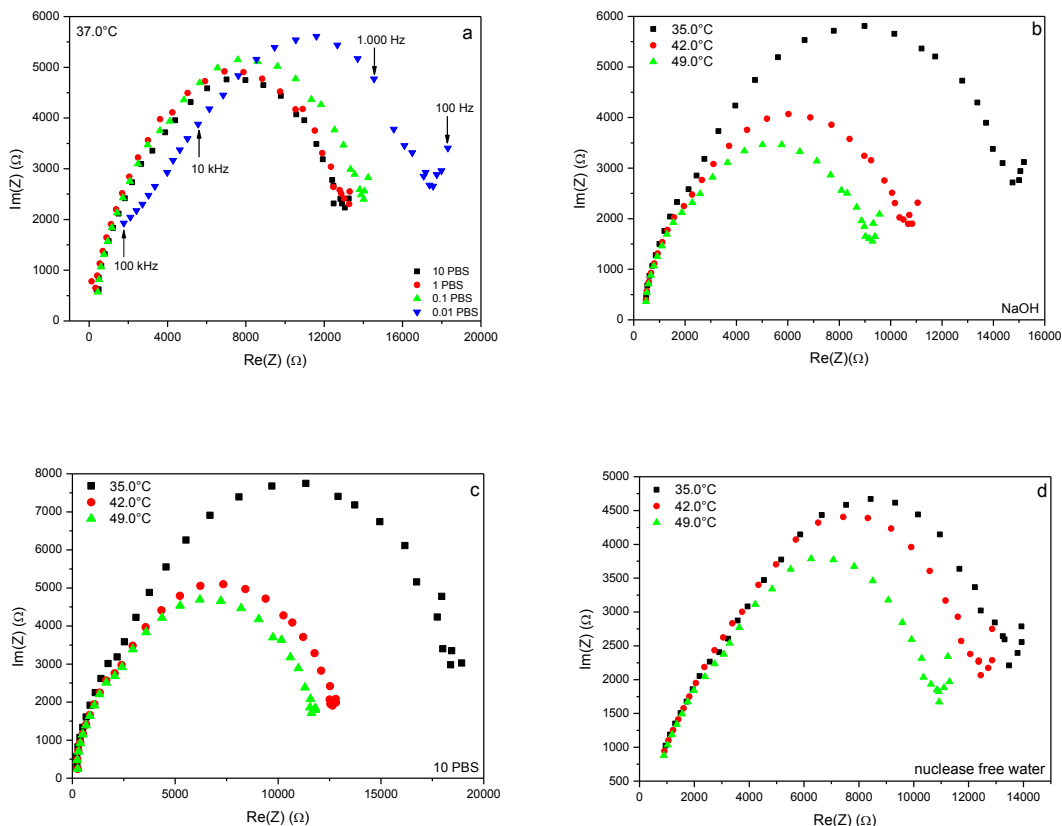 37.0°C
a
6000
5000
4000
3000
2000
1000
0
Im(Z) (Ω)
1.000 Hz
100 Hz
10 kHz
100 kHz
10 PBS
1 PBS
0.1 PBS
0.01 PBS
0 4000 8000 12000 16000 20000
Re(Z) (Ω)
b
35.0°C
42.0°C
49.0°C
6000
5000
4000
3000
2000
1000
0
Im(Z) (Ω)
NaOH
0 2000 4000 6000 8000 10000 12000 14000 16000
Re(Z)(Ω)
c
35.0°C
42.0°C
49.0°C
8000
7000
6000
5000
4000
3000
2000
1000
0
Im(Z) (Ω)
10 PBS
0 5000 10000 15000 20000
Re(Z) (Ω)
d
35.0°C
42.0°C
49.0°C
5000
4500
4000
3500
3000
2500
2000
1500
1000
500
Im(Z) (Ω)
nuclease free water
0 2000 4000 6000 8000 10000 12000 14000
Re(Z) (Ω)